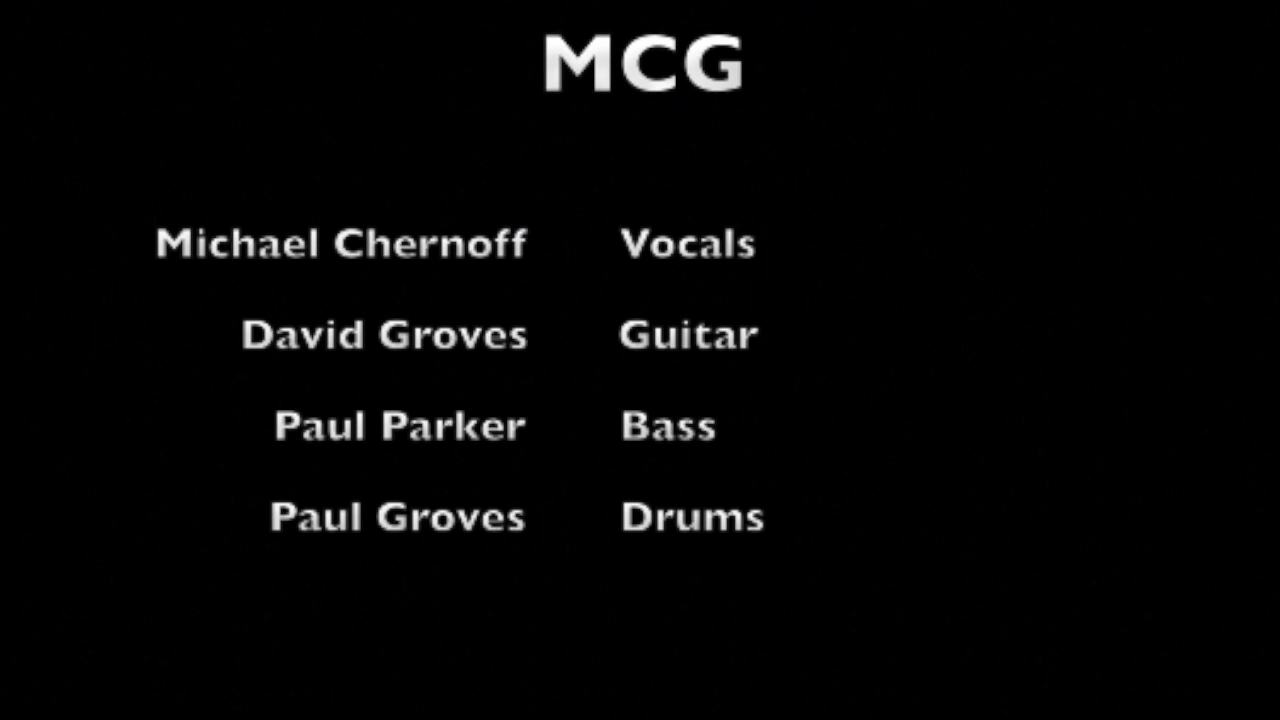 MCG
Michael Chernoff Vocals
David Groves Guitar
Paul Parker Bass
Paul Groves Drums